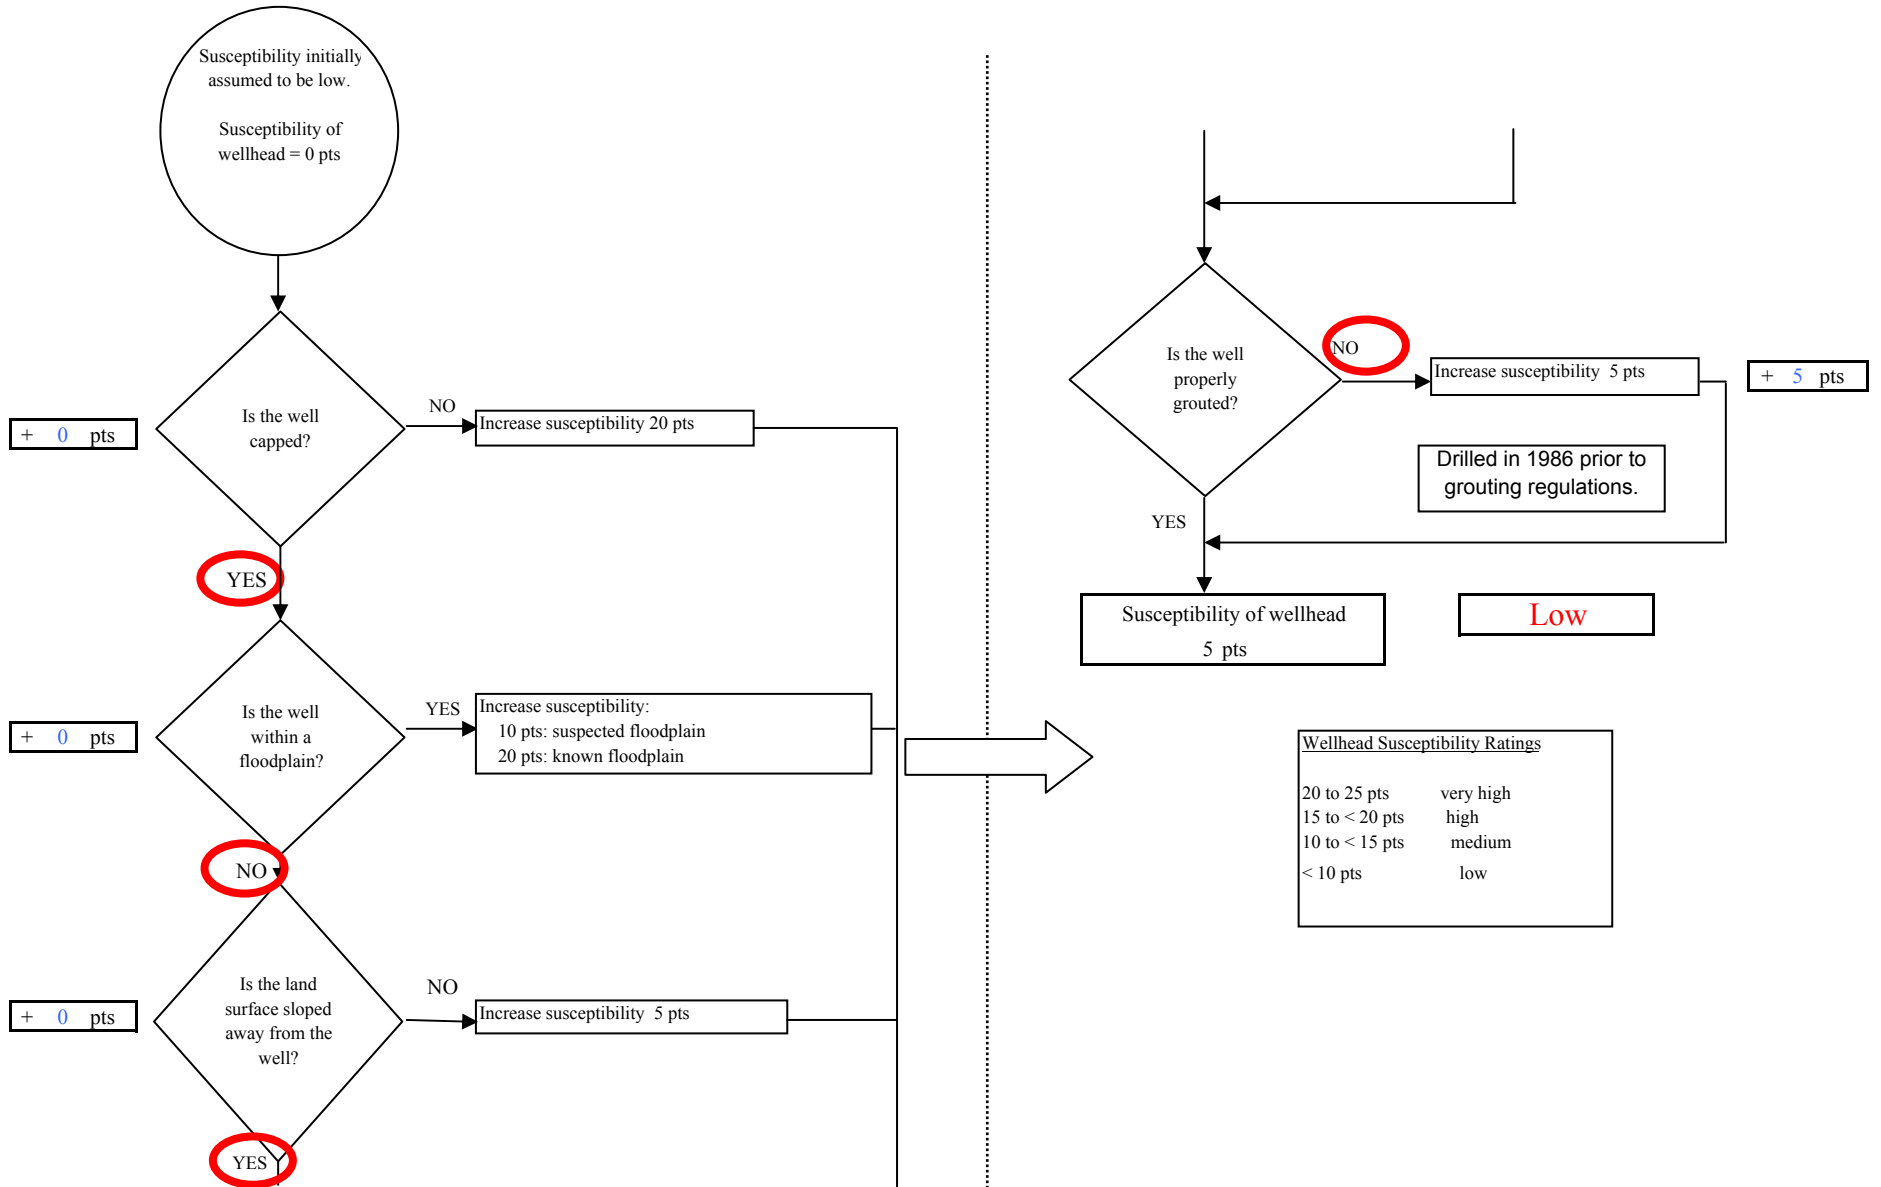 Susceptibility initially
assumed to be low.
Susceptibility of
wellhead = 0 pts
Is the well
capped?
+ 0 pts
NO
Increase susceptibility 20 pts
YES
Is the well
within a
floodplain?
+ 0 pts
YES
Increase susceptibility:
10 pts: suspected floodplain
20 pts: known floodplain
NO
Is the land
surface sloped
away from the
well?
+ 0 pts
NO
Increase susceptibility 5 pts
YES
Is the well
properly
grouted?
NO
Increase susceptibility 5 pts
+ 5 pts
Drilled in 1986 prior to
grouting regulations.
YES
Susceptibility of wellhead
5 pts
Low
Wellhead Susceptibility Ratings
20 to 25 pts very high
15 to < 20 pts high
10 to < 15 pts medium
< 10 pts low